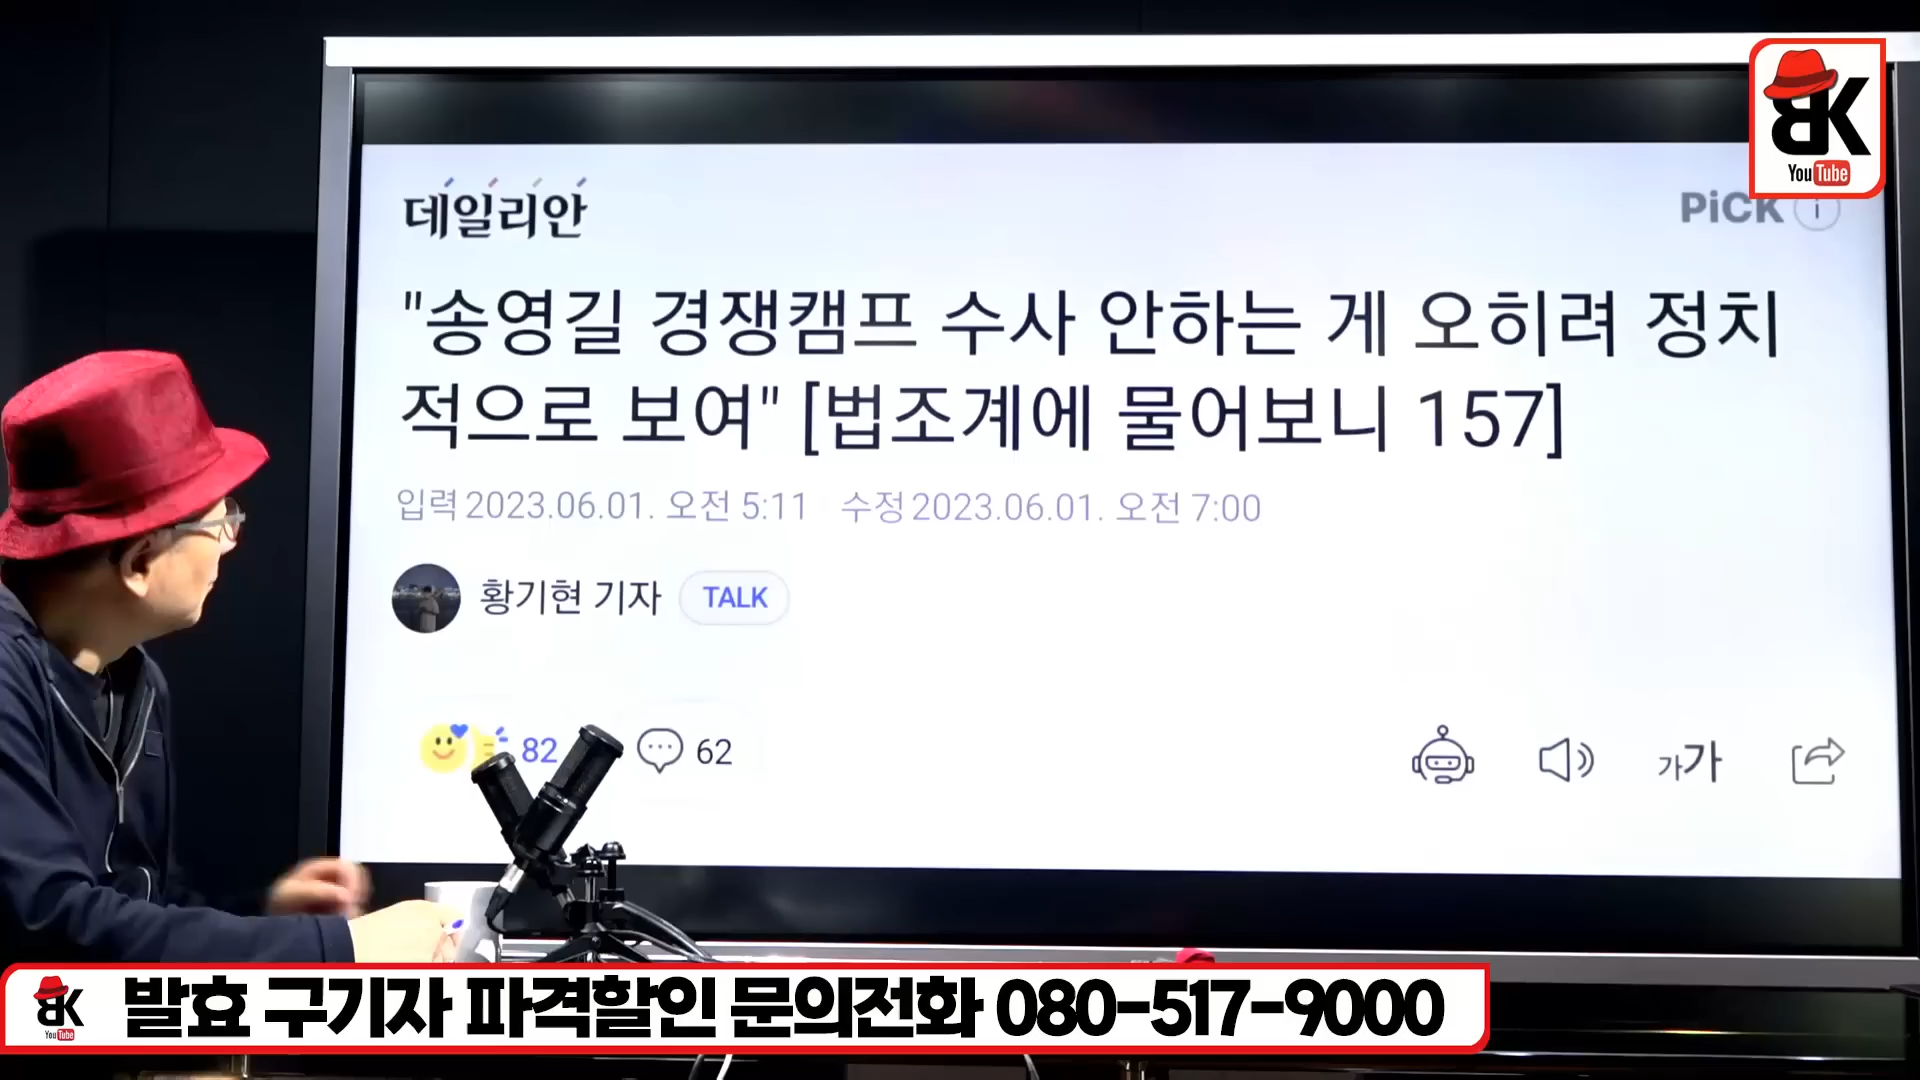 BK
YouTube
데일리안
PiCK i
"송영길 경쟁캠프 수사 안하는 게 오히려 정치
적으로 보여" [법조계에 물어보니 157]
입력 2023.06.01. 오전 5:11 수정 2023.06.01. 오전 7:00
황기현 기자 TALK
82 62 가가
BK
YouTube
발효 구기자 파격할인 문의전화 080-517-9000